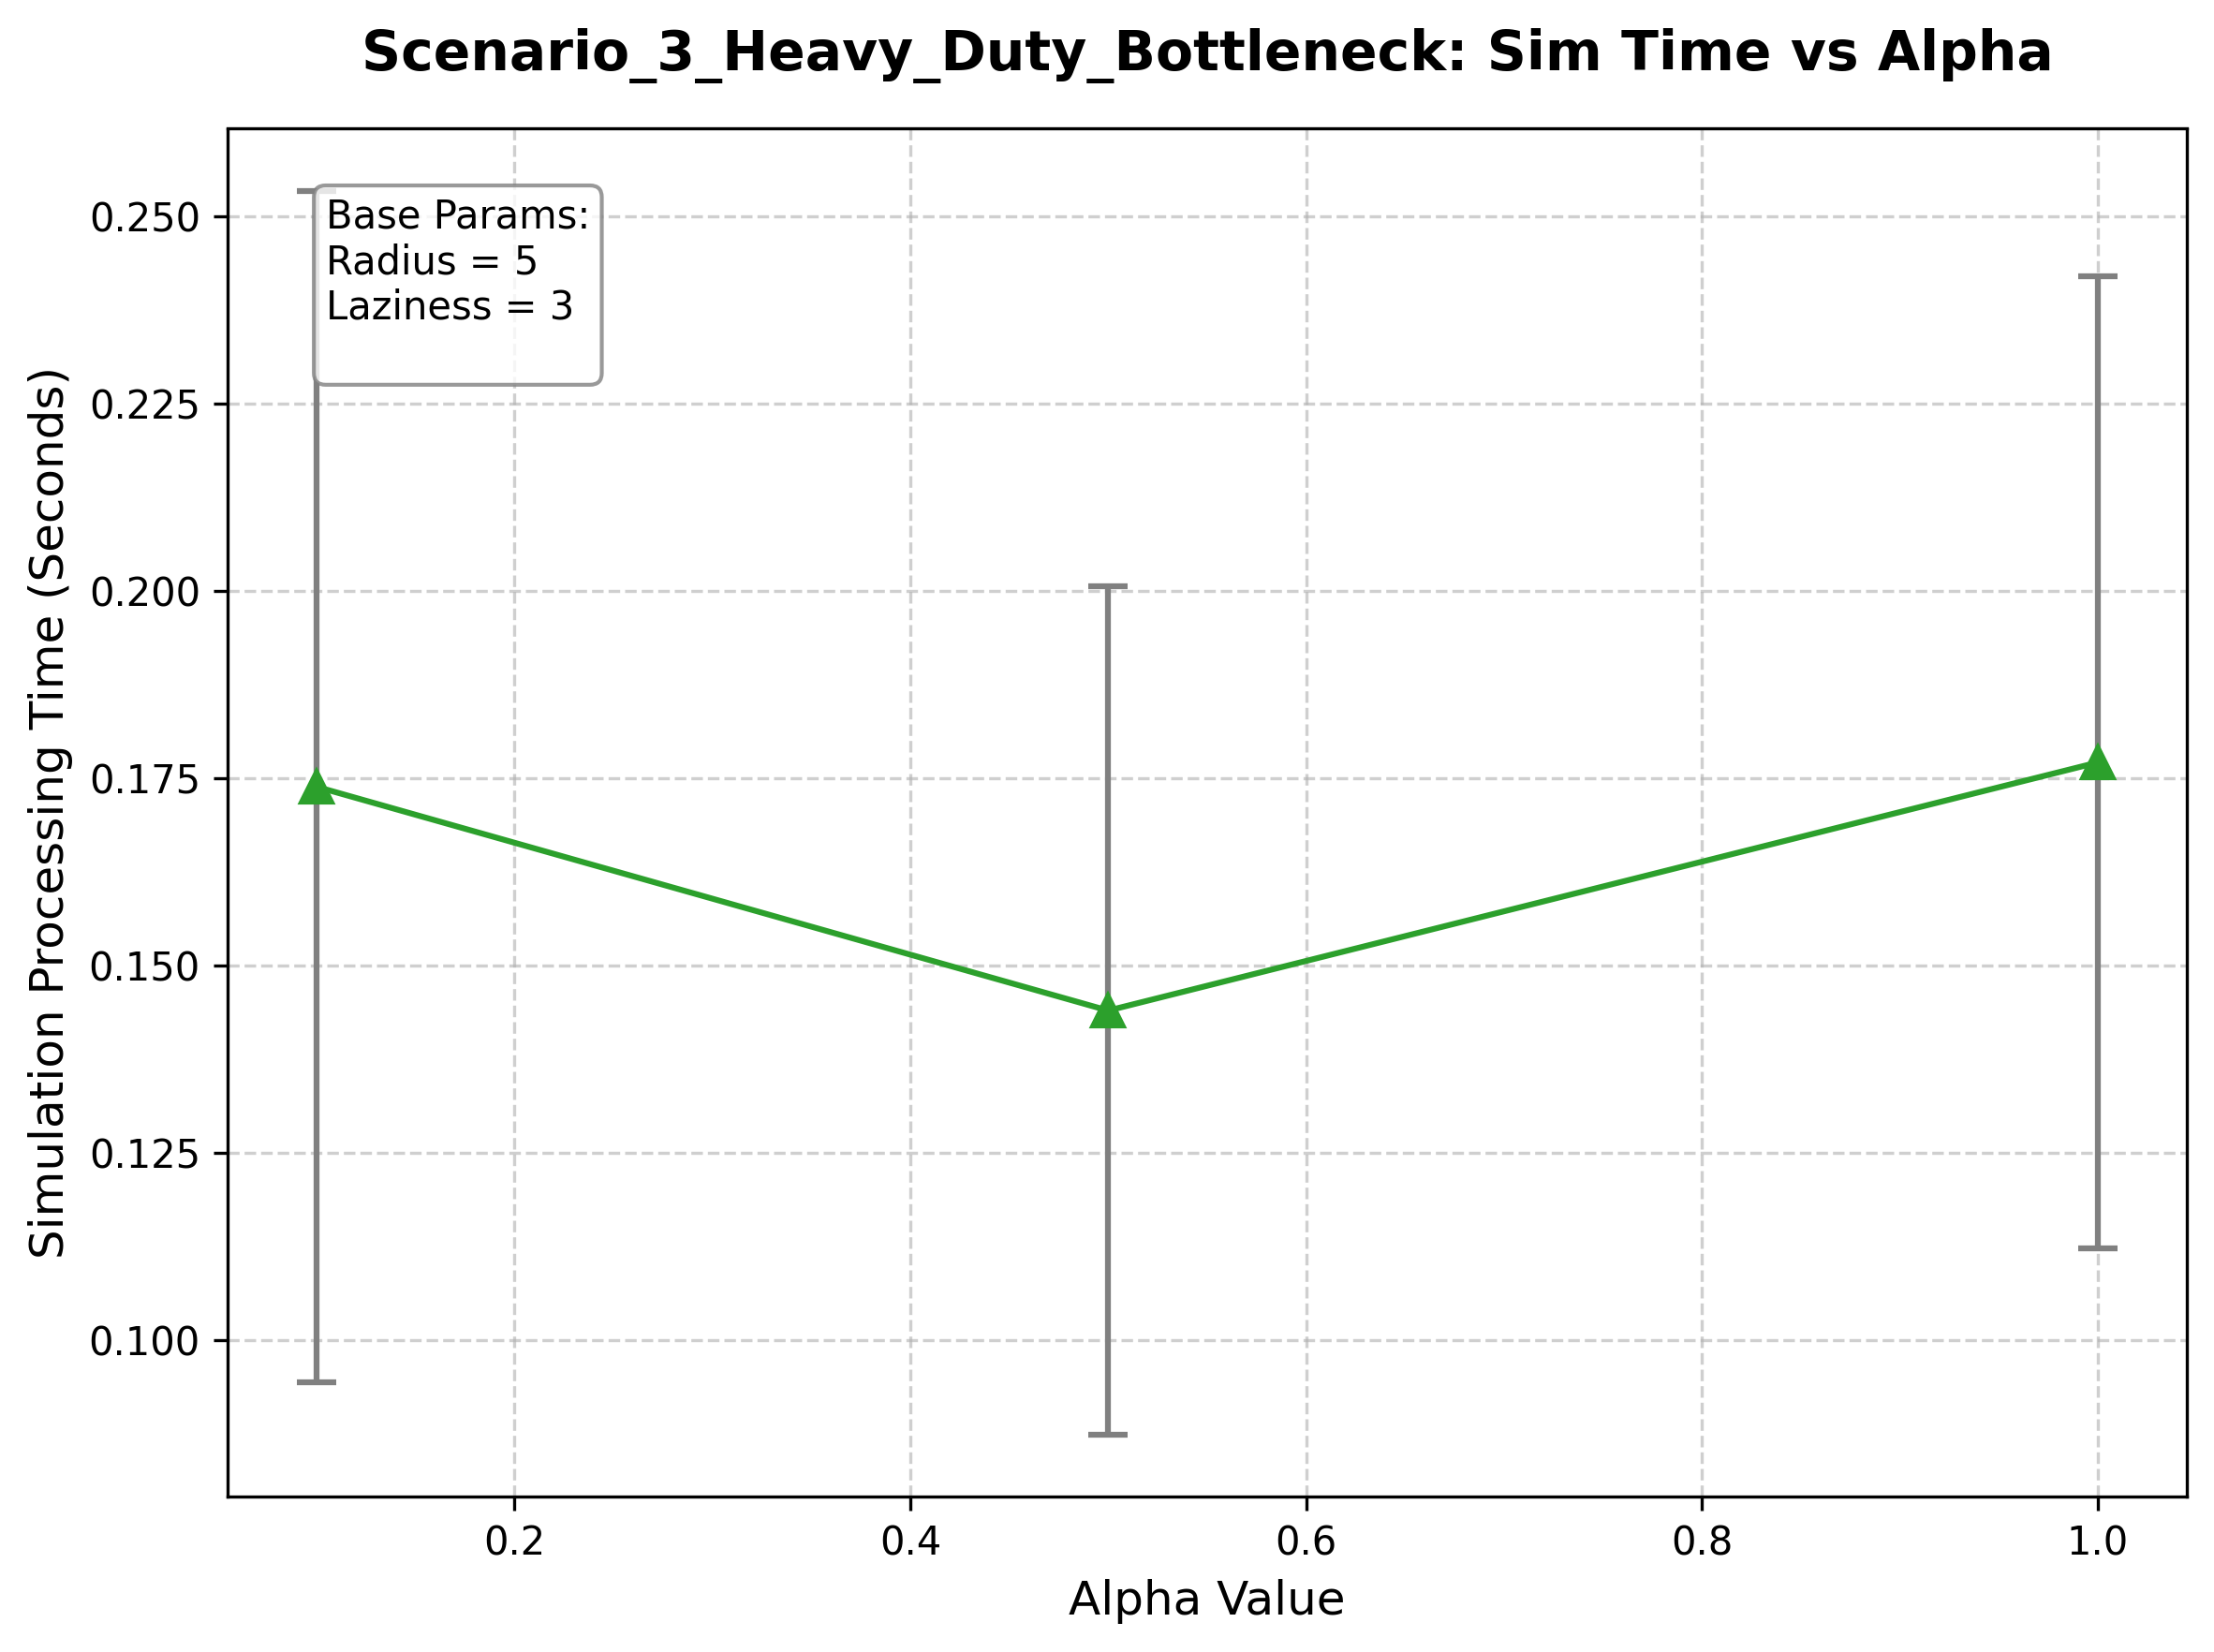 Scenario_3_Heavy_Duty_Bottleneck: Sim Time vs Alpha
Simulation Processing Time (Seconds)
0.250
0.225
0.200
0.175
0.150
0.125
0.100
Base Params:
Radius = 5
Laziness = 3
0.2
0.4
0.6
0.8
1.0
Alpha Value